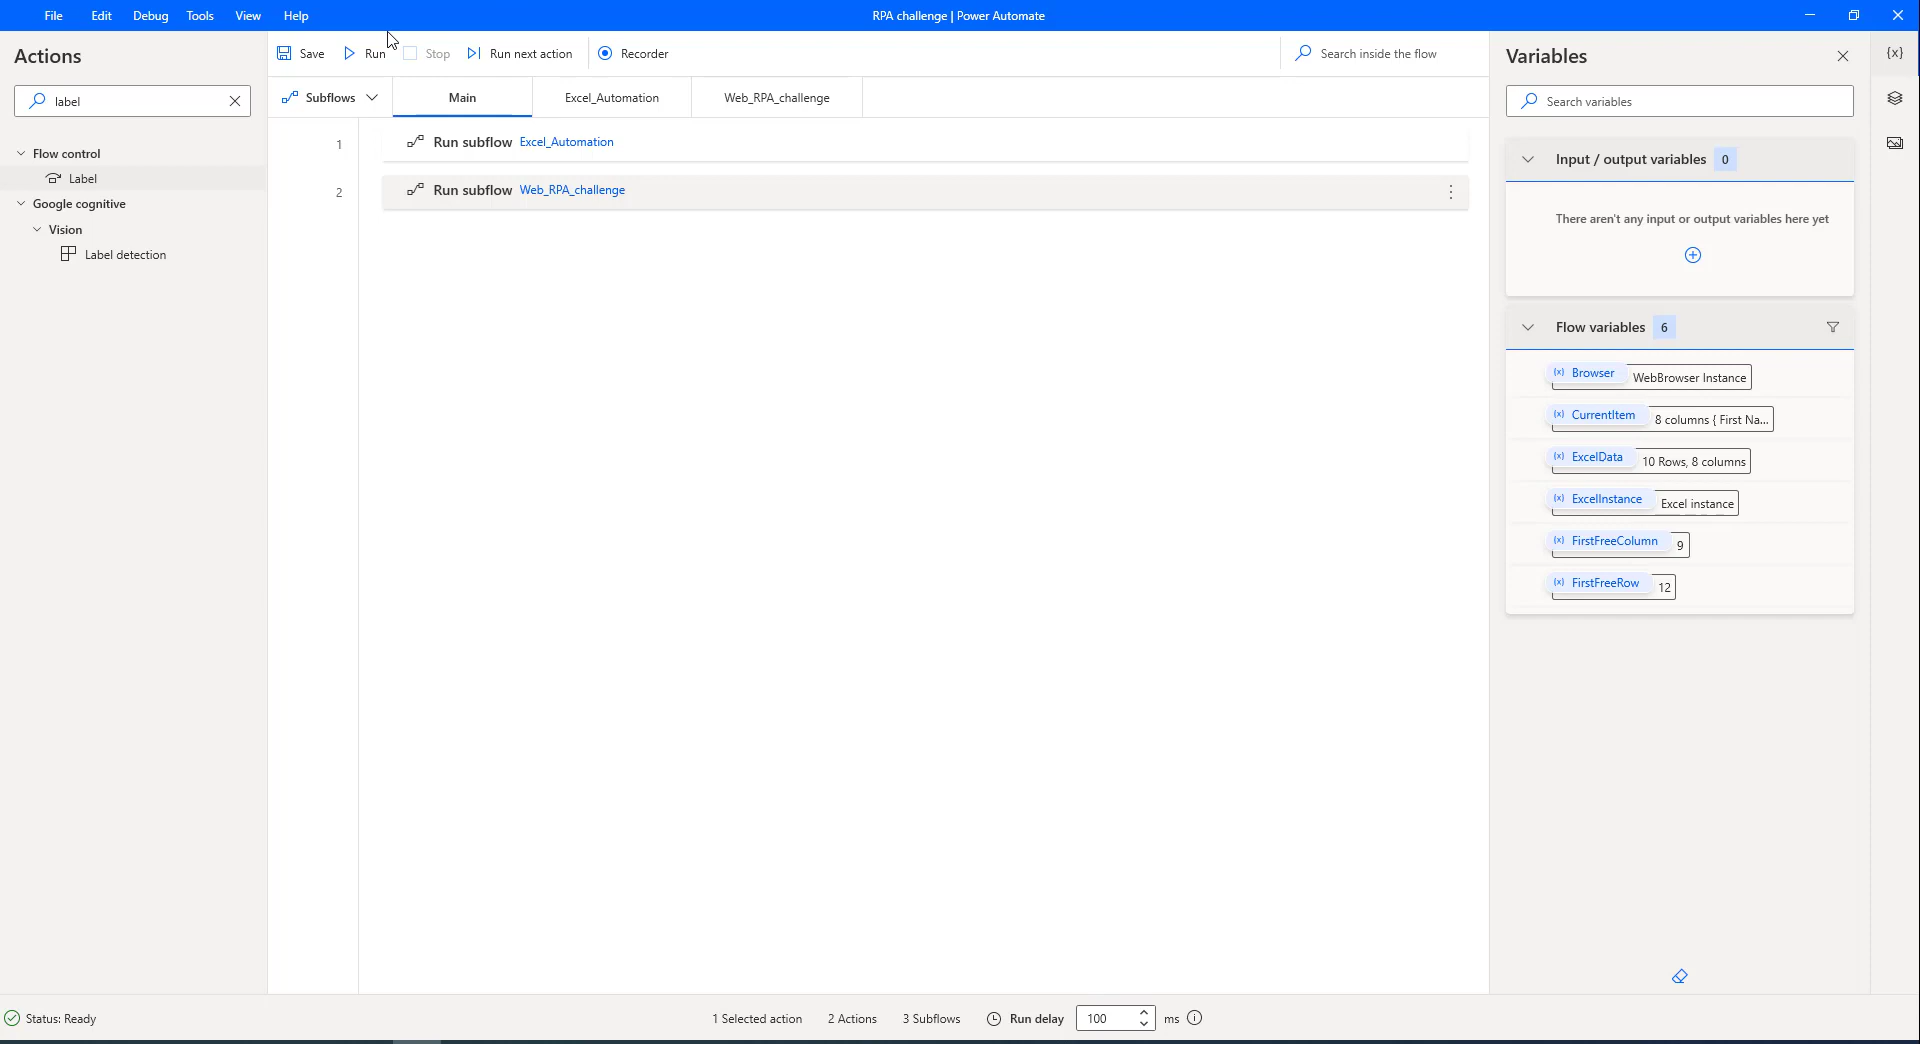 File Edit Debug Tools View Help
RPA challenge | Power Automate
Actions
label
Flow control
Label
Google cognitive
Vision
Label detection
Save Run Stop Run next action Recorder
Search inside the flow
Subflows Main Excel_Automation Web_RPA_challenge
1 Run subflow Excel_Automation
2 Run subflow Web_RPA_challenge
Variables
{x}
Search variables
Input / output variables 0
There aren't any input or output variables here yet
Flow variables 6
(x) Browser WebBrowser Instance
(x) CurrentItem 8 columns { First Na...
(x) ExcelData 10 Rows, 8 columns
(x) ExcelInstance Excel instance
(x) FirstFreeColumn 9
(x) FirstFreeRow 12
Status: Ready
1 Selected action 2 Actions 3 Subflows Run delay 100 ms